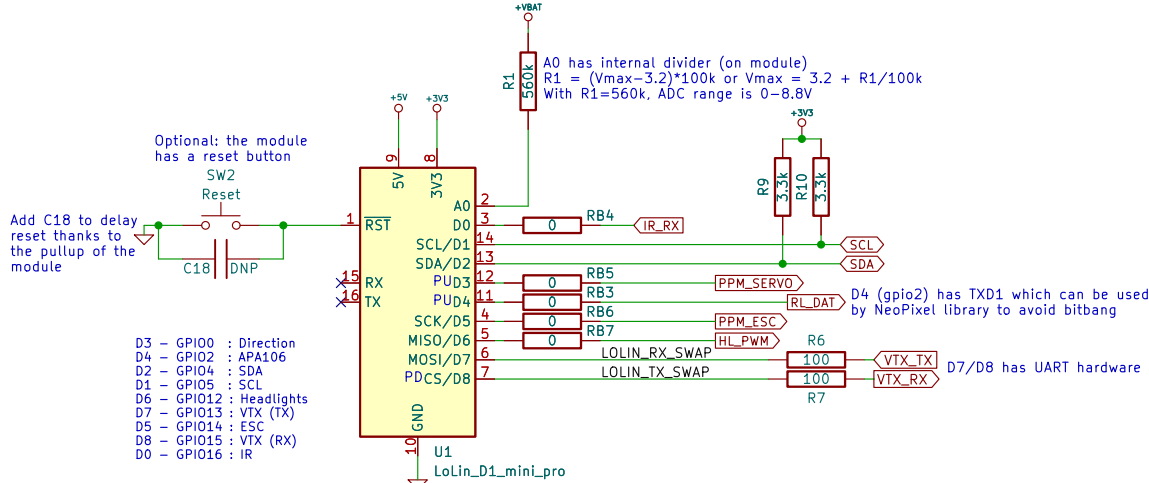 +VBAT
R1
560k
A0 has internal divider (on module)
R1 = (Vmax-3.2)*100k or Vmax = 3.2 + R1/100k
With R1=560k, ADC range is 0-8.8V
+5V
+3V3
+3V3
Optional: the module
has a reset button
SW2
Reset
9
8
5V
3V3
R9
3.3k
R10
3.3k
Add C18 to delay
reset thanks to
the pullup of the
module
C18
DNP
1
RST
A0
2
D0
3
0
RB4
IR_RX
SCL/D1
14
SCL
SDA/D2
13
SDA
15
RX
PUD3
12
0
RB5
PPM_SERVO
16
TX
PUD4
11
0
RB3
RL_DAT
D4 (gpio2) has TXD1 which can be used
by NeoPixel library to avoid bitbang
SCK/D5
4
0
RB6
PPM_ESC
MISO/D6
5
0
RB7
HL_PWM
MOSI/D7
6
LOLIN_RX_SWAP
R6
100
VTX_TX
PDCS/D8
7
LOLIN_TX_SWAP
100
R7
VTX_RX
D7/D8 has UART hardware
D3 - GPIO0 : Direction
D4 - GPIO2 : APA106
D2 - GPIO4 : SDA
D1 - GPIO5 : SCL
D6 - GPIO12 : Headlights
D7 - GPIO13 : VTX (TX)
D5 - GPIO14 : ESC
D8 - GPIO15 : VTX (RX)
D0 - GPIO16 : IR
GND
10
U1
LoLin_D1_mini_pro